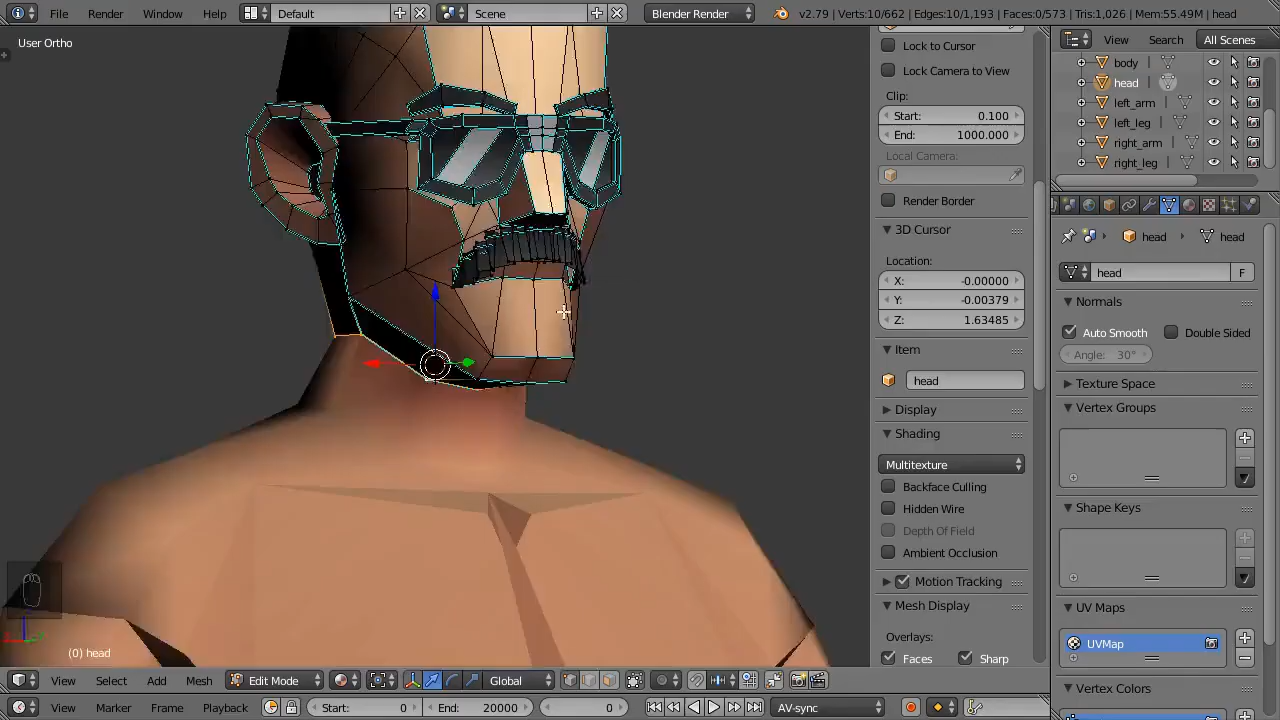 File Render Window Help Default Scene Blender Render v2.79 | Verts:10/662 | Edges:10/1,193 | Faces:0/573 | Tris:1,026 | Mem:55.49M | head
User Ortho
Lock to Cursor
Lock Camera to View
Clip:
Start: 0.100
End: 1000.000
Local Camera:
Render Border
3D Cursor
Location:
X: -0.00000
Y: -0.00379
Z: 1.63485
Item
head
Display
Shading
Multitexture
Backface Culling
Hidden Wire
Depth Of Field
Ambient Occlusion
Motion Tracking
Mesh Display
Overlays:
Faces Sharp
View Search All Scenes
body
head
left_arm
left_leg
right_arm
right_leg
head head
head F
Normals
Auto Smooth Double Sided
Angle: 30°
Texture Space
Vertex Groups
Shape Keys
UV Maps
UVMap
Vertex Colors
(0) head
View Select Add Mesh Edit Mode Global
View Marker Frame Playback Start: 0 End: 20000 0 AV-sync